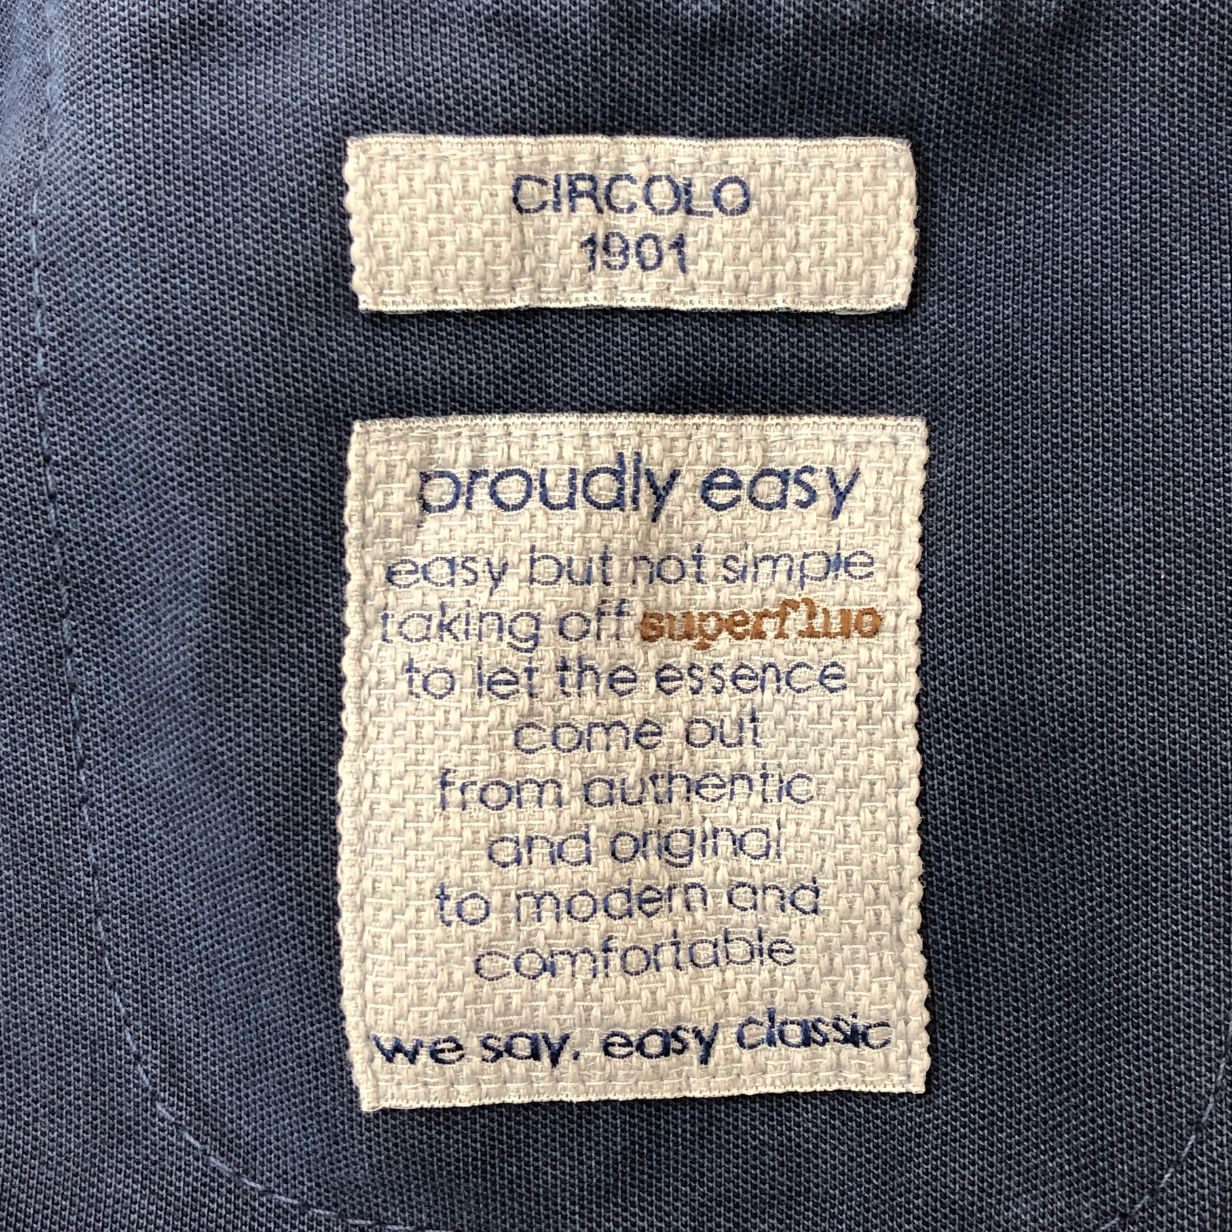 CIRCOLO
1901
proudly easy
easy but not simple
taking off superfluo
to let the essence
come out
from authentic
and original
to modern and
comfortable
we say. easy classic